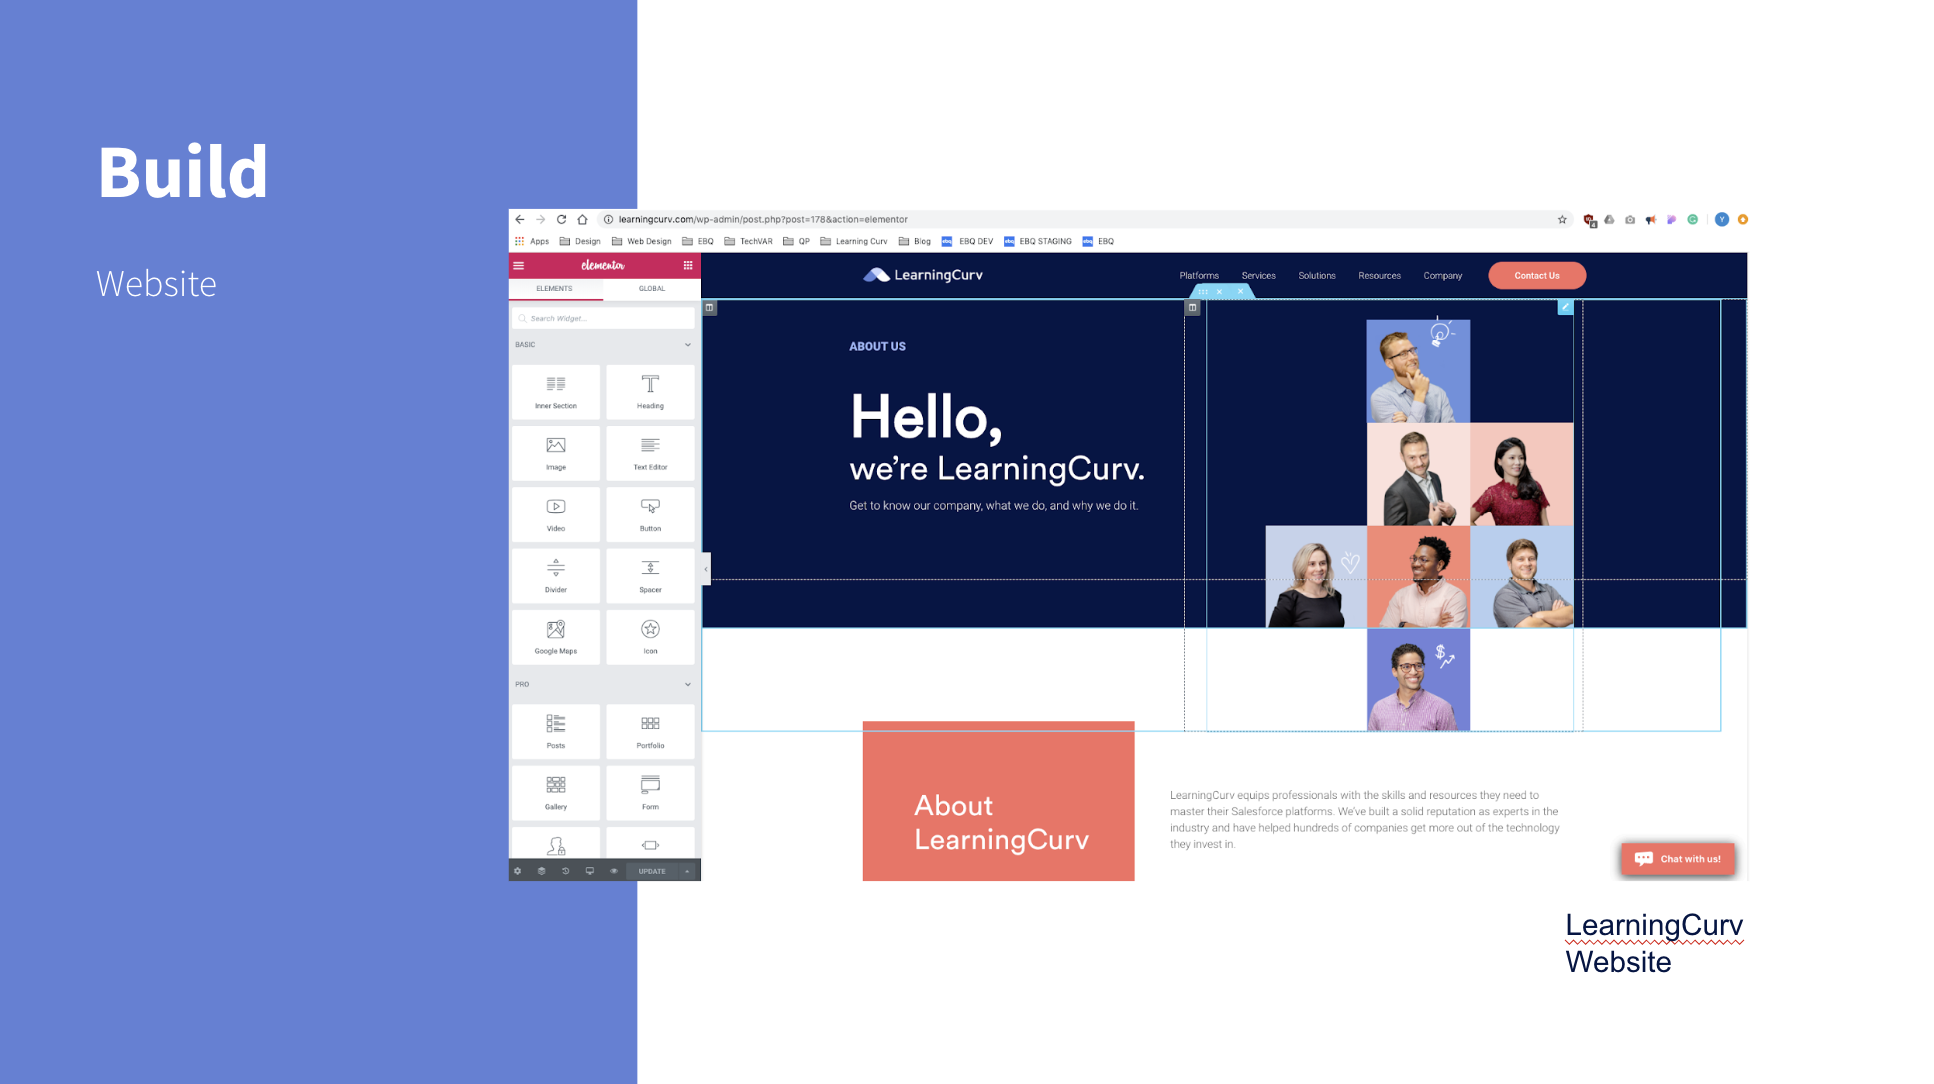 Build
Website
learningcurv.com/wp-admin/post.php?post=178&action=elementor
Apps Design Web Design EBQ TechVAR QP Learning Curv Blog ebq EBQ DEV ebq EBQ STAGING ebq EBQ
elementor
ELEMENTS GLOBAL
Search Widget...
BASIC
Inner Section Heading
Image Text Editor
Video Button
Divider Spacer
Google Maps Icon
PRO
Posts Portfolio
Gallery Form
UPDATE
LearningCurv
Platforms Services Solutions Resources Company Contact Us
ABOUT US
Hello,
we’re LearningCurv.
Get to know our company, what we do, and why we do it.
About
LearningCurv
LearningCurv equips professionals with the skills and resources they need to
master their Salesforce platforms. We’ve built a solid reputation as experts in the
industry and have helped hundreds of companies get more out of the technology
they invest in.
Chat with us!
LearningCurv
Website